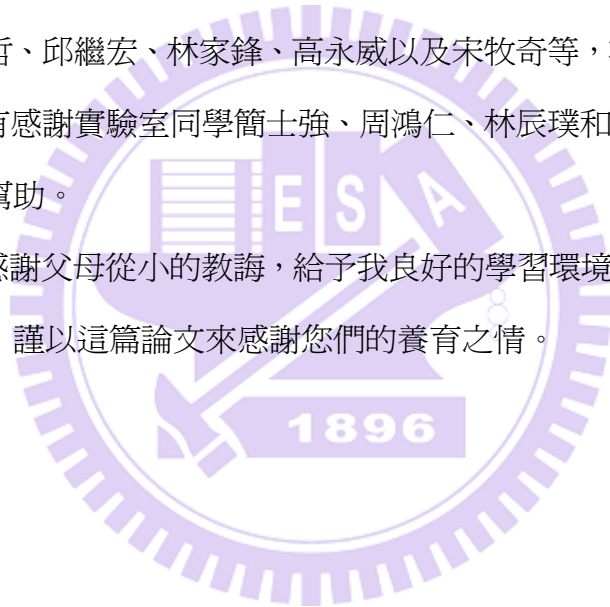 哲、邱繼宏、林家鋒、高永威以及宋牧奇等，
有感謝實驗室同學簡士強、周鴻仁、林辰璞和
幫助。
感謝父母從小的教誨，給予我良好的學習環境
謹以這篇論文來感謝您們的養育之情。
ESA
1896